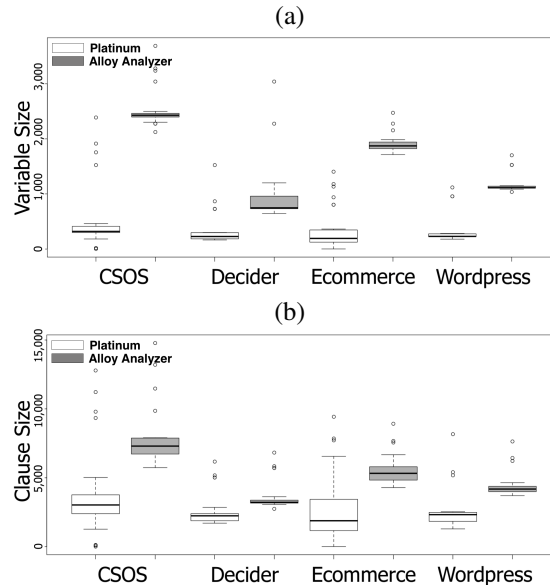 (a)
Platinum
Alloy Analyzer
Variable Size
3,000
2,000
1,000
0
CSOS Decider Ecommerce Wordpress
(b)
Platinum
Alloy Analyzer
Clause Size
15,000
10,000
5,000
0
CSOS Decider Ecommerce Wordpress